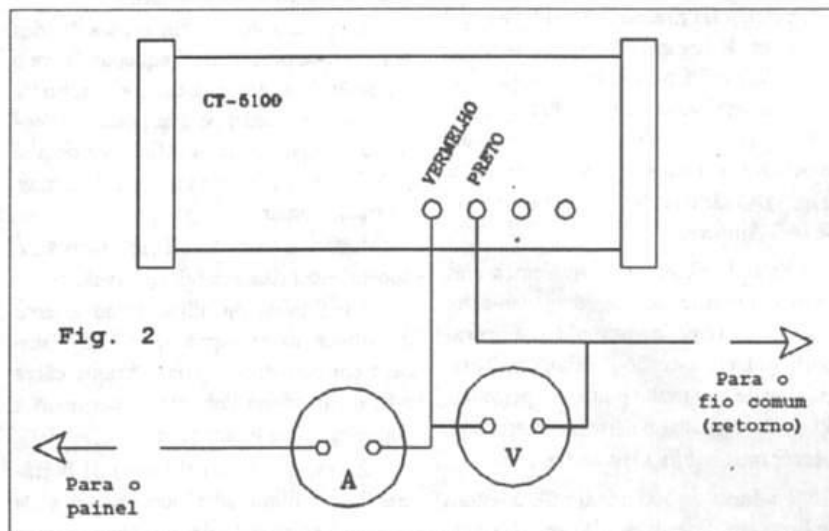 CT-5100
VERMELHO
PRETO
Fig. 2
Para o
fio comum
(retorno)
A
V
Para o
painel